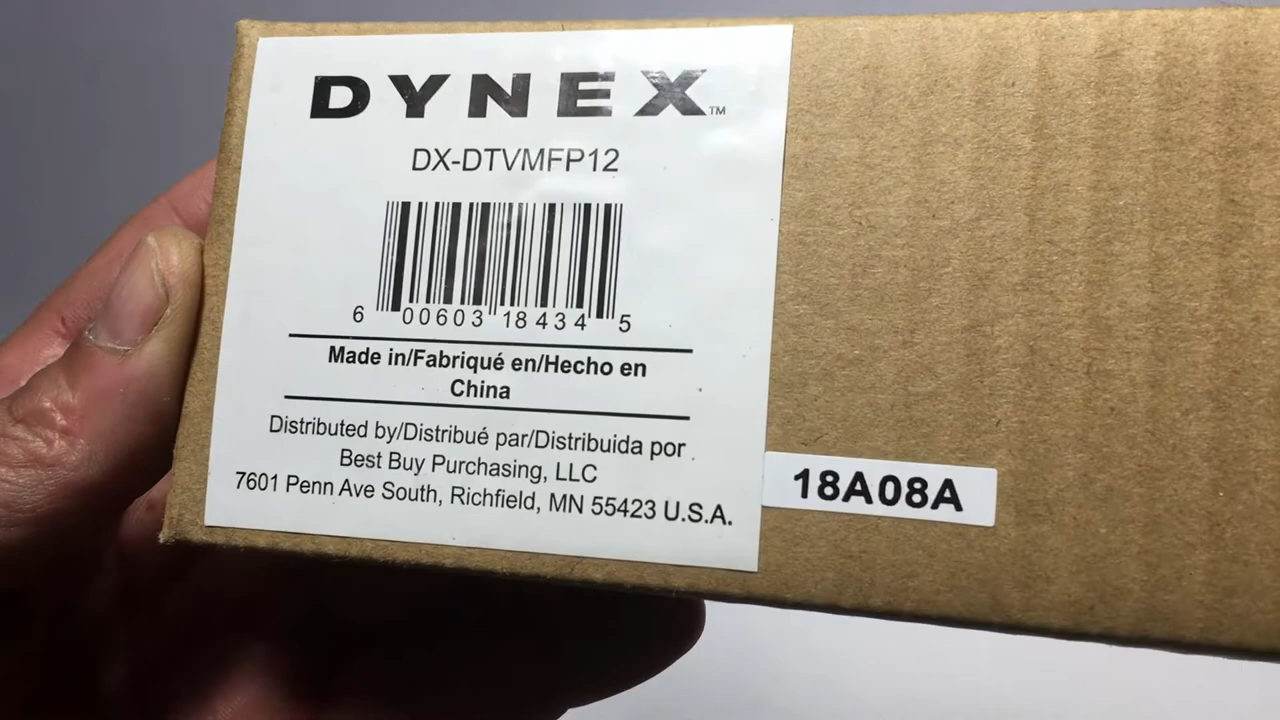 DYNEX™
DX-DTVMFP12
6 00603 18434 5
Made in/Fabriqué en/Hecho en
China
Distributed by/Distribué par/Distribuida por
Best Buy Purchasing, LLC
7601 Penn Ave South, Richfield, MN 55423 U.S.A.
18A08A